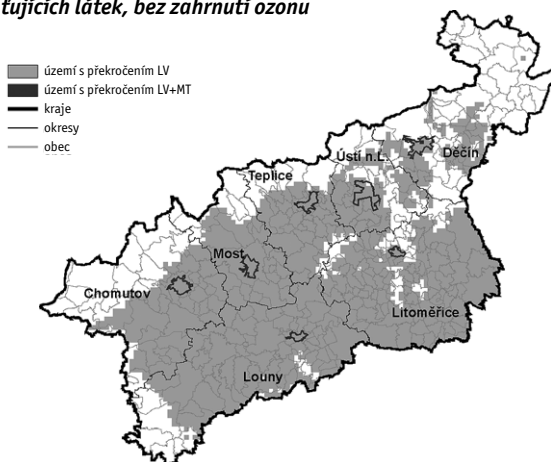 ťujících látek, bez zahrnutí ozonu
území s překročením LV
území s překročením LV+MT
kraje
okresy
obec
Ústí n.L.
Děčín
Teplice
Most
Chomutov
Litoměřice
Louny